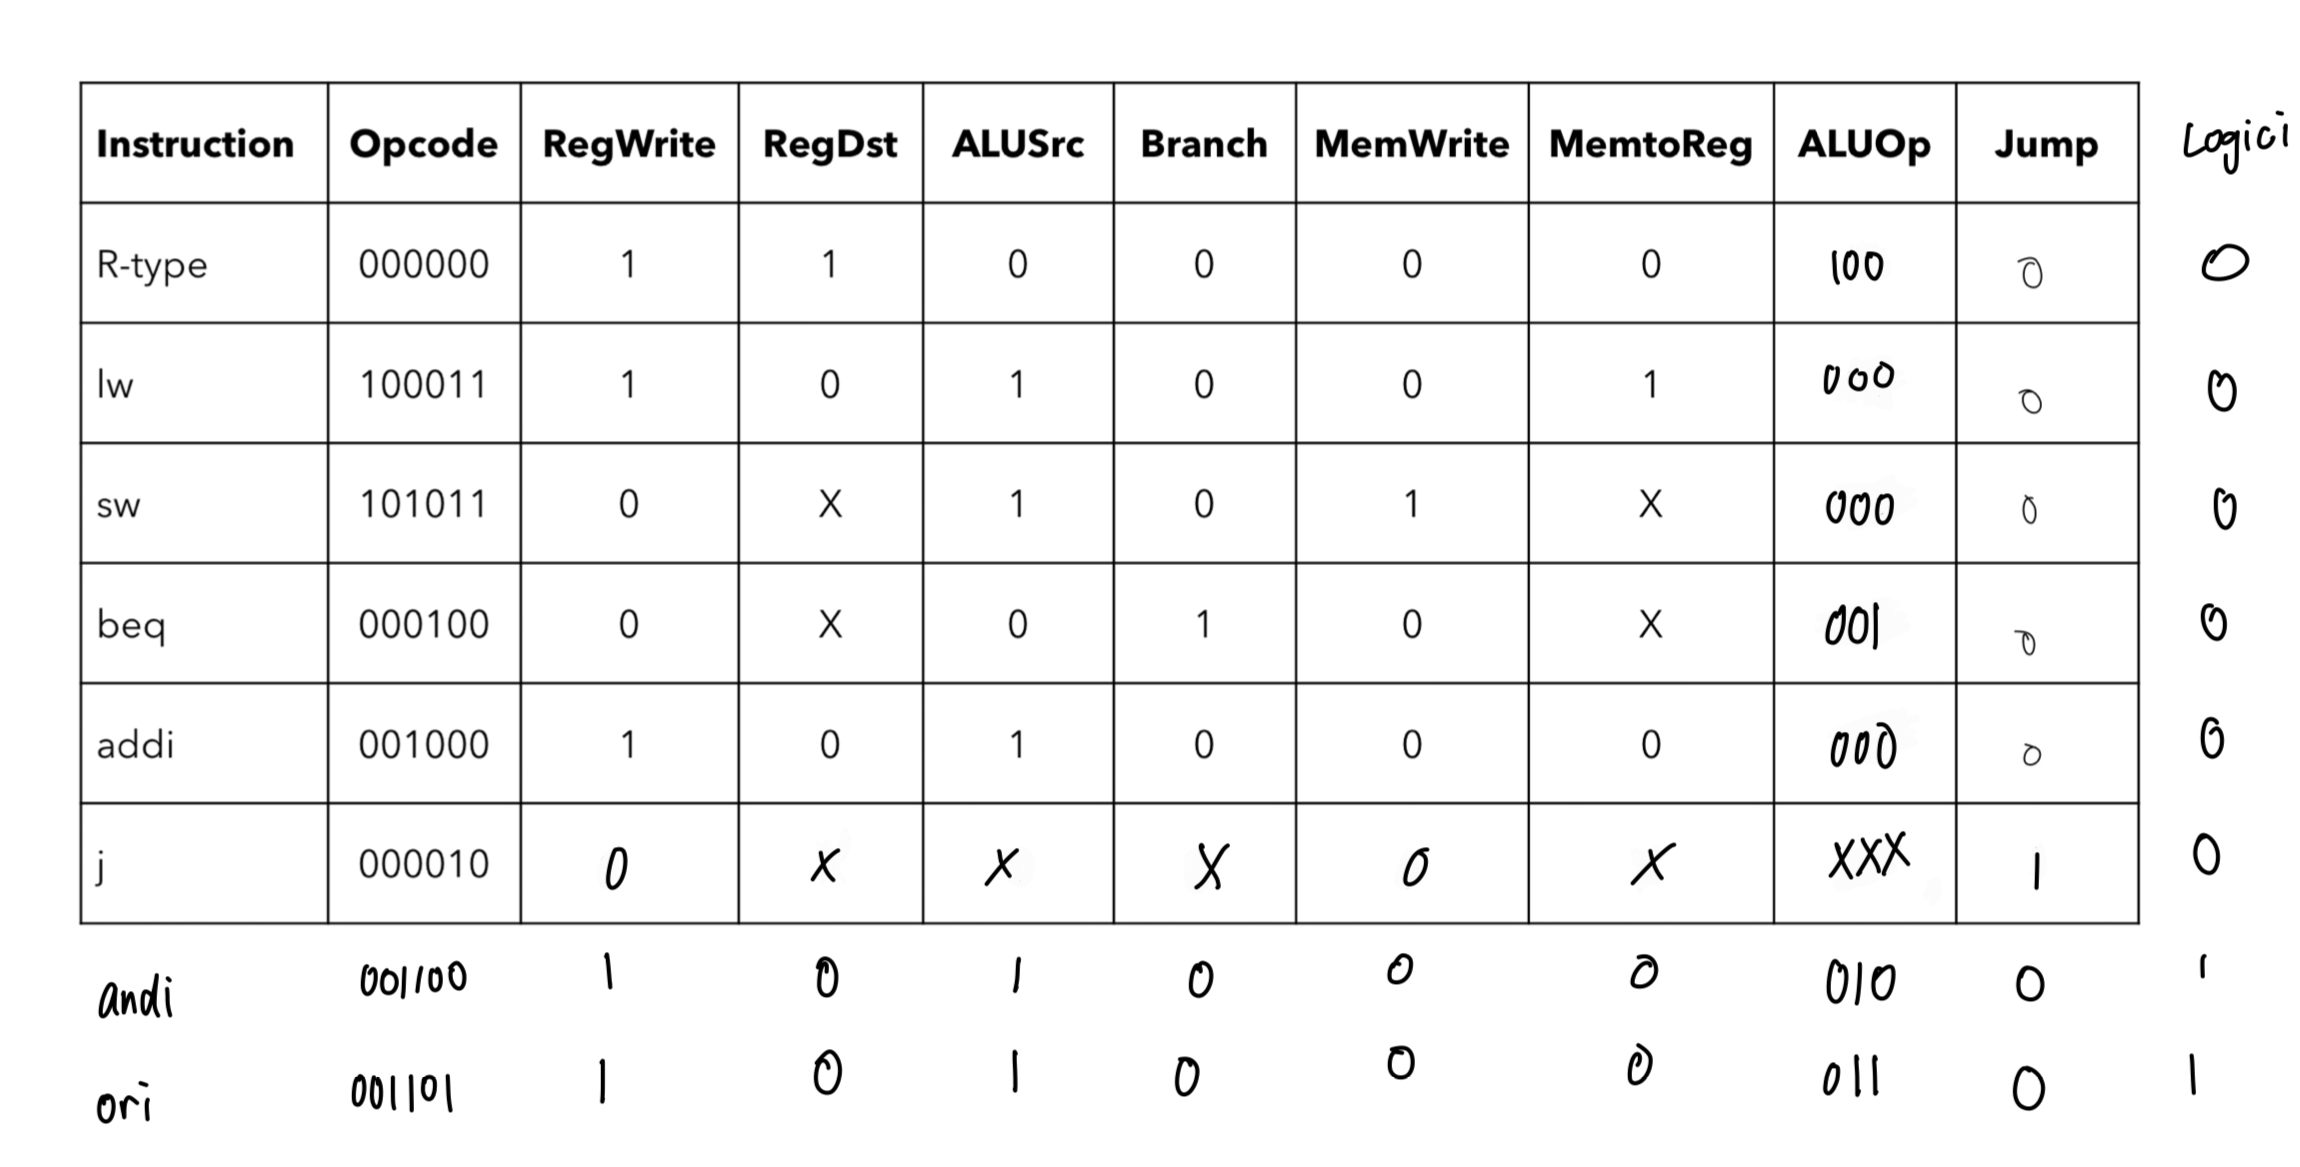 Instruction Opcode RegWrite RegDst ALUSrc Branch MemWrite MemtoReg ALUOp Jump Logici
R-type 000000 1 1 0 0 0 0 100 0 0
lw 100011 1 0 1 0 0 1 000 0 0
sw 101011 0 X 1 0 1 X 000 0 0
beq 000100 0 X 0 1 0 X 001 0 0
addi 001000 1 0 1 0 0 0 000 0 0
j 000010 0 X X X 0 X XXX 1 0
andi 001100 1 0 1 0 0 0 010 0 1
ori 001101 1 0 1 0 0 0 011 0 1